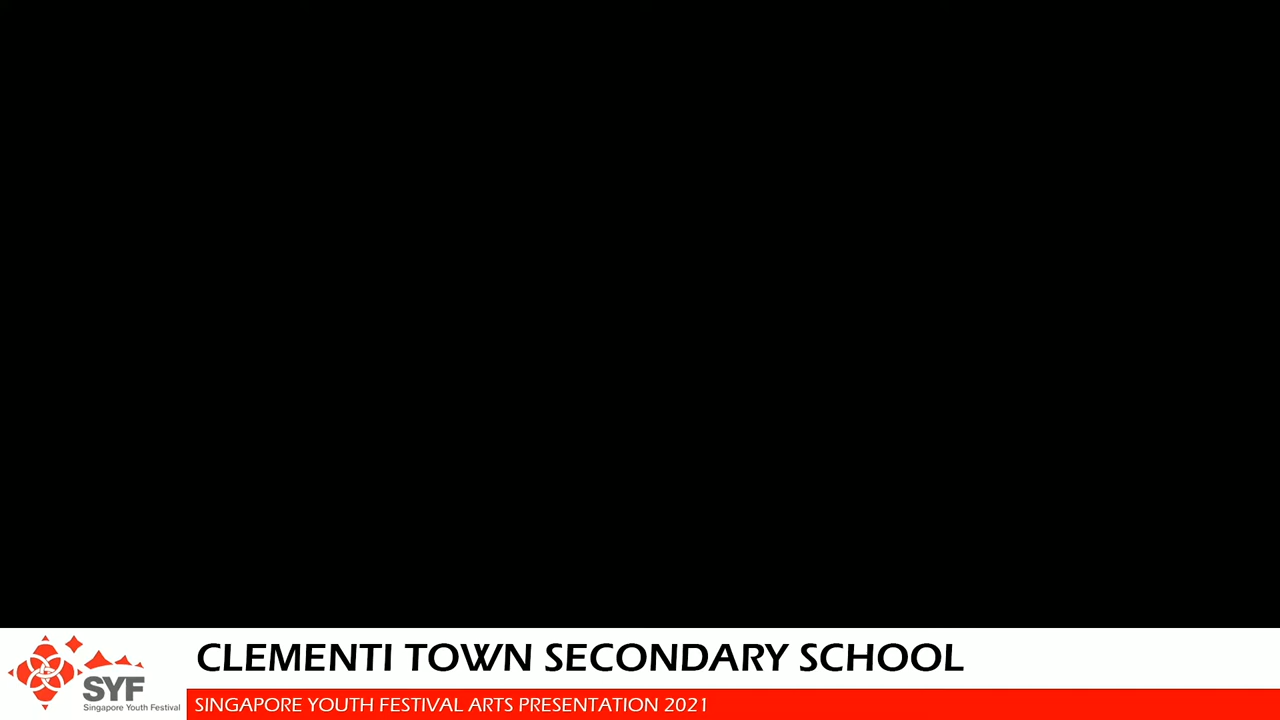 CLEMENTI TOWN SECONDARY SCHOOL
SYF
Singapore Youth Festival
SINGAPORE YOUTH FESTIVAL ARTS PRESENTATION 2021